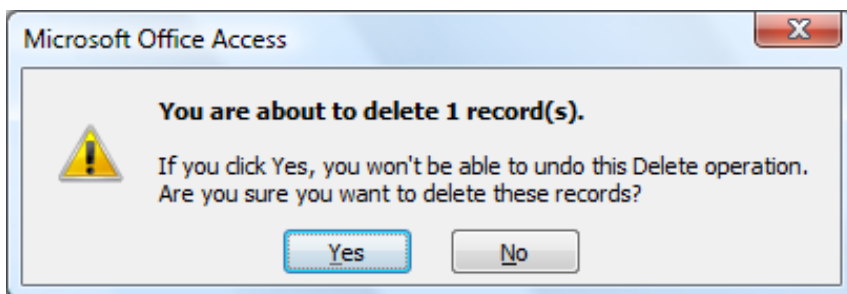 Microsoft Office Access
You are about to delete 1 record(s).
If you click Yes, you won't be able to undo this Delete operation.
Are you sure you want to delete these records?
Yes No